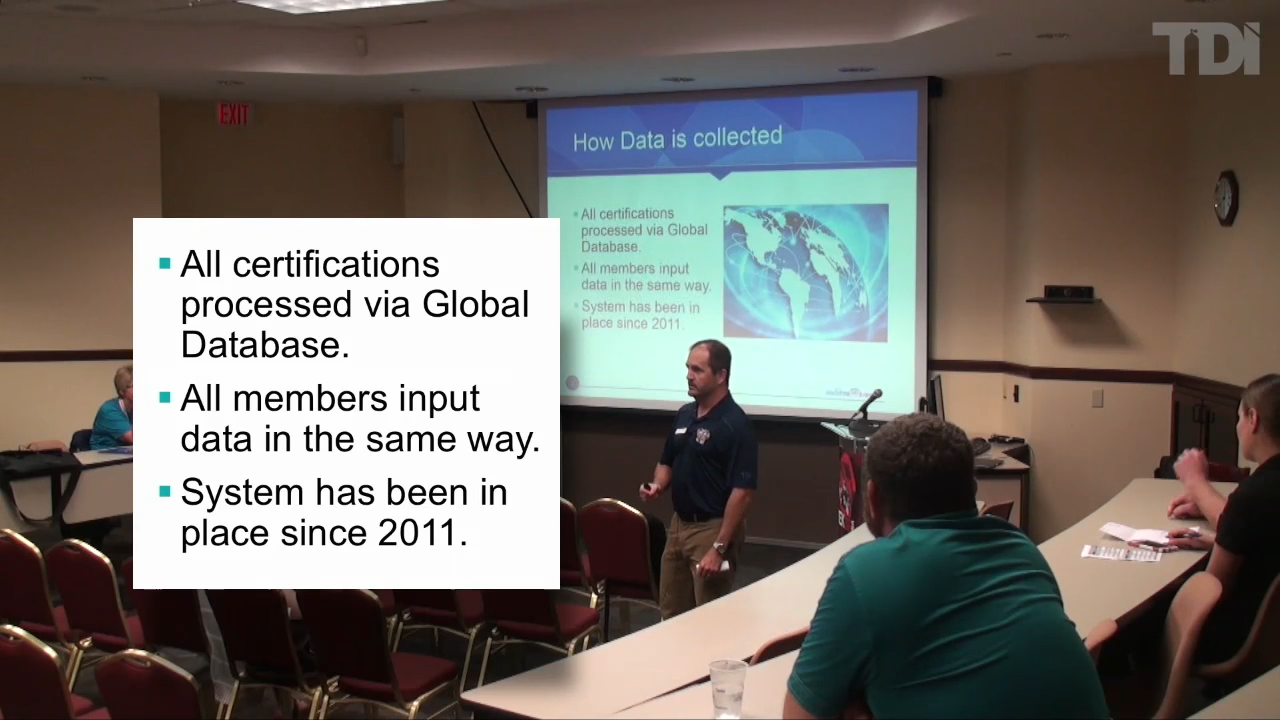 TDI
EXIT
How Data is collected
All certifications
processed via Global
Database.
All members input
data in the same way.
System has been in
place since 2011.
All certifications
processed via Global
Database.
All members input
data in the same way.
System has been in
place since 2011.